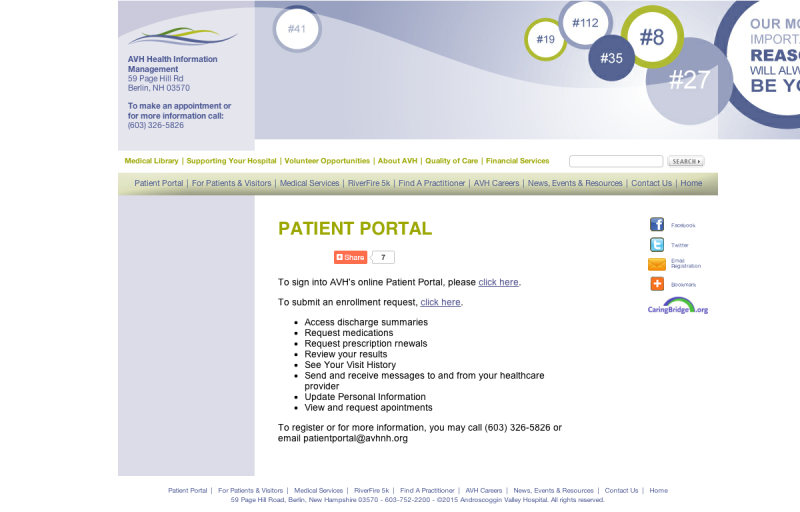 #41
#19
#112
#35
#8
#27
OUR MO
IMPORTA
REASO
WILL ALWA
BE YO
AVH Health Information
Management
59 Page Hill Rd
Berlin, NH 03570
To make an appointment or
for more information call:
(603) 326-5826
Medical Library | Supporting Your Hospital | Volunteer Opportunities | About AVH | Quality of Care | Financial Services
SEARCH
Patient Portal | For Patients & Visitors | Medical Services | RiverFire 5k | Find A Practitioner | AVH Careers | News, Events & Resources | Contact Us | Home
PATIENT PORTAL
Share 7
To sign into AVH's online Patient Portal, please click here.
To submit an enrollment request, click here.
• Access discharge summaries
• Request medications
• Request prescription rnewals
• Review your results
• See Your Visit History
• Send and receive messages to and from your healthcare
provider
• Update Personal Information
• View and request apointments
To register or for more information, you may call (603) 326-5826 or
email patientportal@avhnh.org
Facebook
Twitter
Email
Registration
Bookmark
CaringBridge.org
Patient Portal | For Patients & Visitors | Medical Services | RiverFire 5k | Find A Practitioner | AVH Careers | News, Events & Resources | Contact Us | Home
59 Page Hill Road, Berlin, New Hampshire 03570 - 603-752-2200 - ©2015 Androscoggin Valley Hospital. All rights reserved.